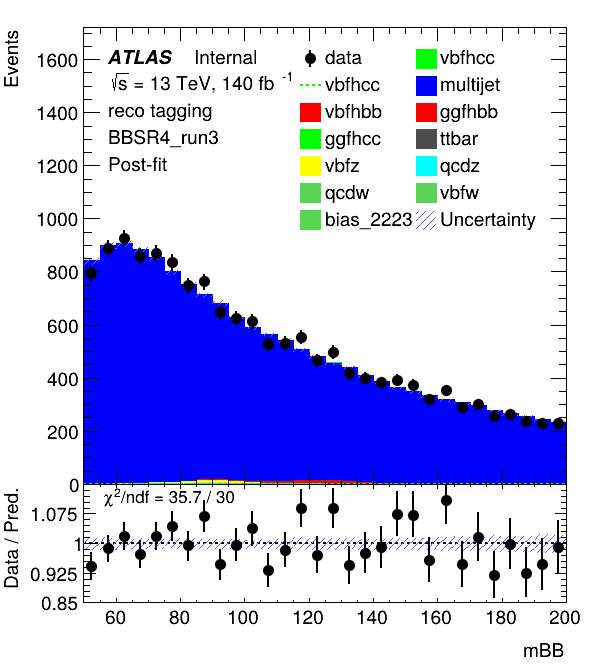 Events
1600
1400
1200
1000
800
600
400
200
0
ATLAS Internal
√s = 13 TeV, 140 fb -1
reco tagging
BBSR4_run3
Post-fit
data
vbfhcc
vbfhcc
multijet
vbfhbb
ggfhbb
ggfhcc
ttbar
vbfz
qcdz
qcdw
vbfw
bias_2223
Uncertainty
Data / Pred.
χ²/ndf = 35.7 / 30
1.075
1
0.925
0.85
60 80 100 120 140 160 180 200
mBB